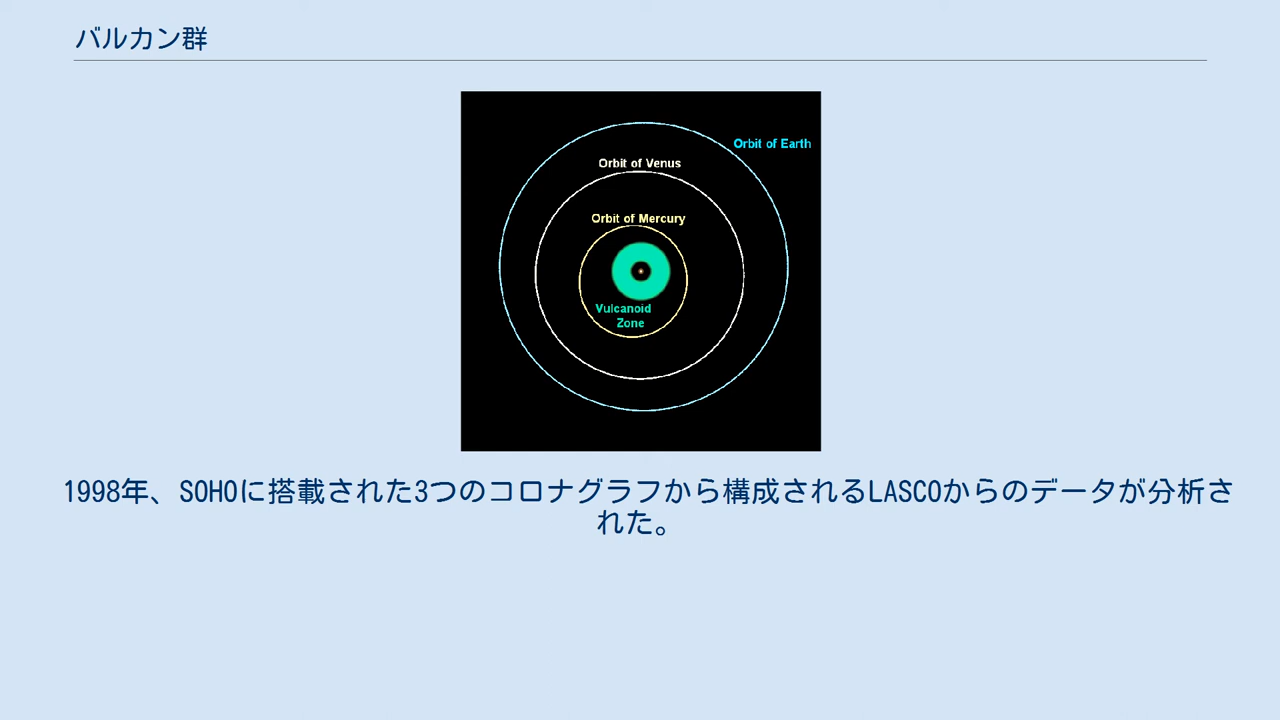 バルカン群
Orbit of Earth
Orbit of Venus
Orbit of Mercury
Vulcanoid
Zone
1998年、SOHOに搭載された3つのコロナグラフから構成されるLASCOからのデータが分析さ
れた。